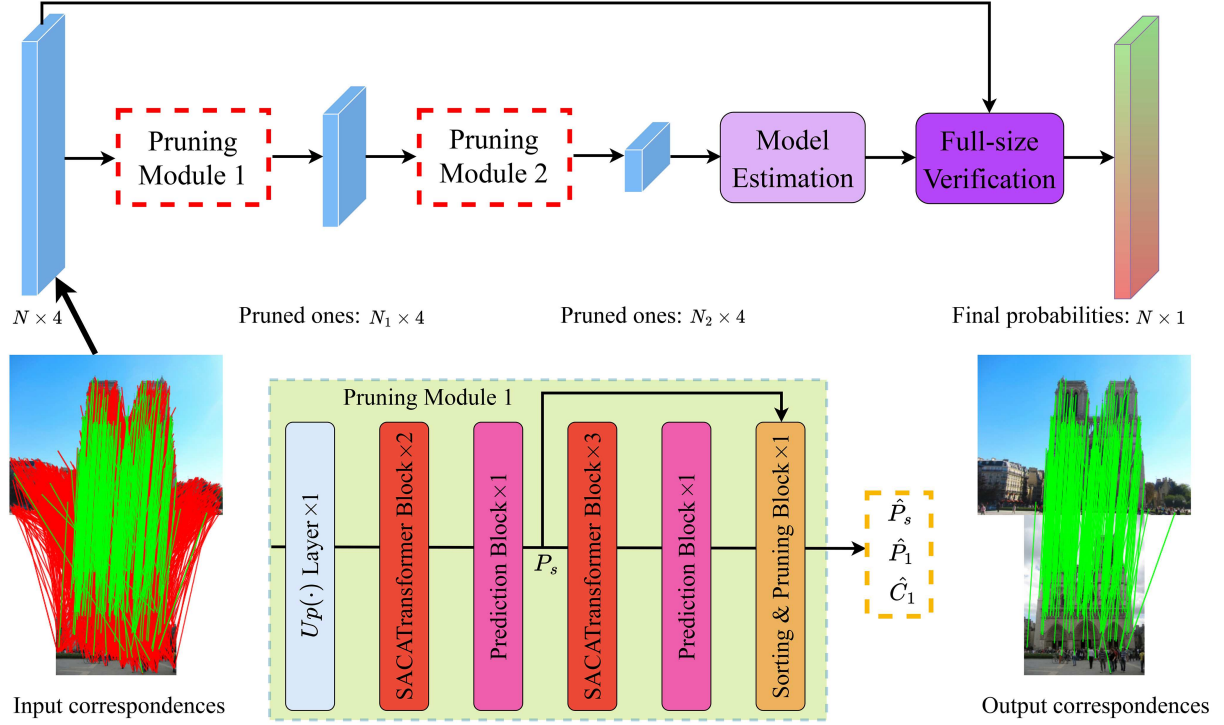 Pruning
Module 1
Pruning
Module 2
Model
Estimation
Full-size
Verification
N × 4
Pruned ones: N₁ × 4
Pruned ones: N₂ × 4
Final probabilities: N × 1
Pruning Module 1
Up(·) Layer×1
SACATransformer Block×2
Prediction Block×1
P_s
SACATransformer Block×3
Prediction Block×1
Sorting & Pruning Block×1
P̂_s
P̂₁
Ĉ₁
Input correspondences
Output correspondences